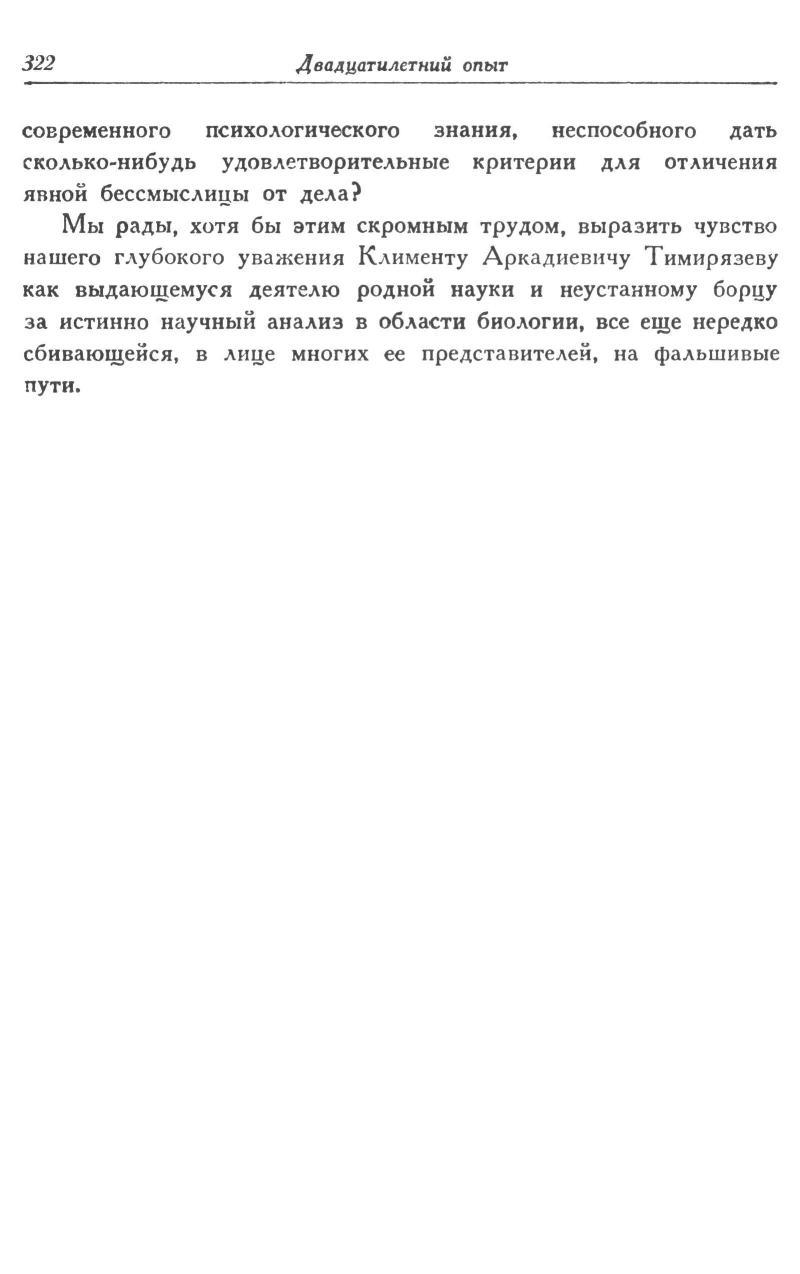 322 Двадцатилетний опыт
современного психологического знания, неспособного дать
сколько-нибудь удовлетворительные критерии для отличения
явной бессмыслицы от дела?
Мы рады, хотя бы этим скромным трудом, выразить чувство
нашего глубокого уважения Клименту Аркадиевичу Тимирязеву
как выдающемуся деятелю родной науки и неустанному борцу
за истинно научный анализ в области биологии, все еще нередко
сбивающейся, в лице многих ее представителей, на фальшивые
пути.